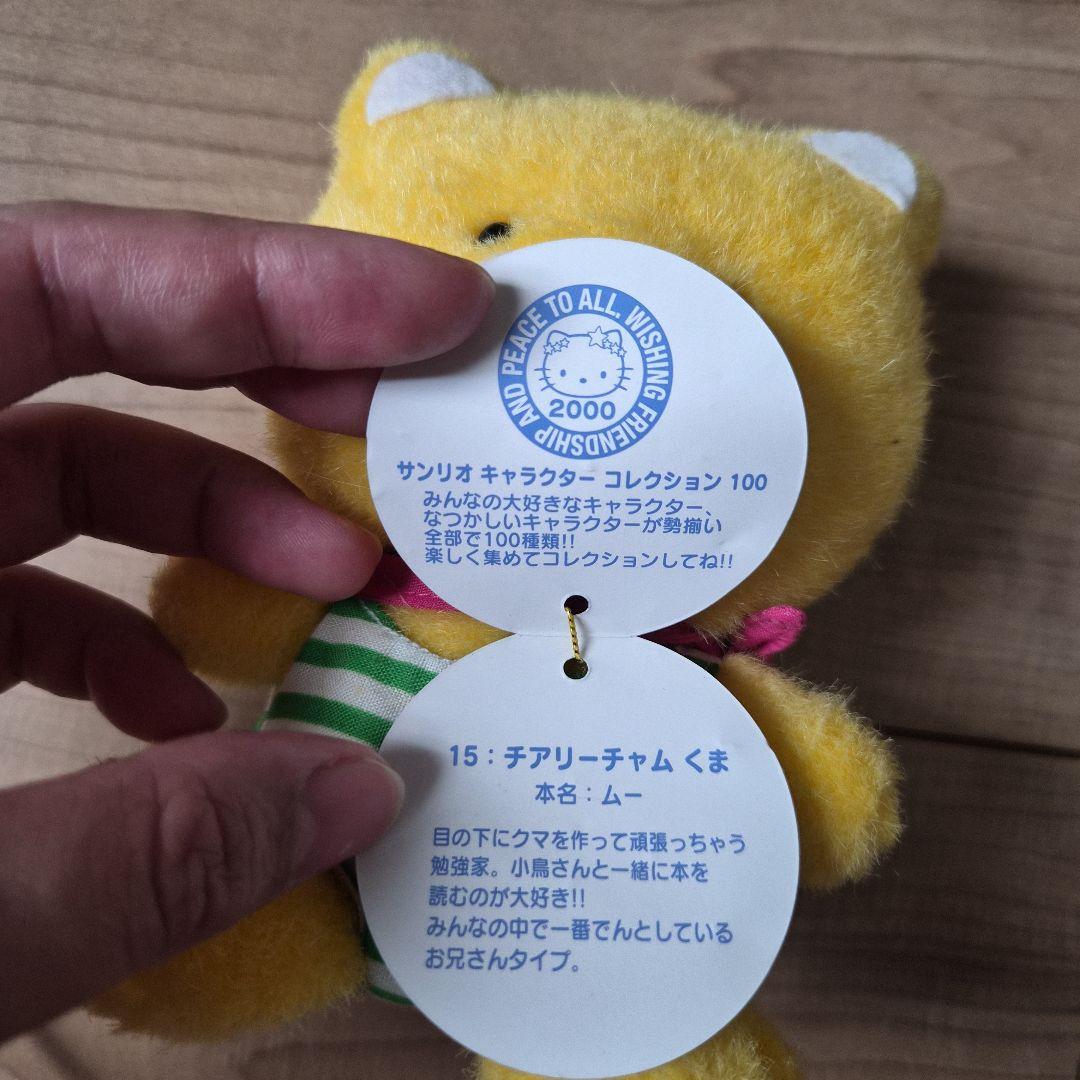 WISHING FRIENDSHIP AND PEACE TO ALL.
2000
サンリオ キャラクター コレクション 100
みんなの大好きなキャラクター、
なつかしいキャラクターが勢揃い
全部で100種類!!
楽しく集めてコレクションしてね!!
15：チアリーチャム くま
本名：ムー
目の下にクマを作って頑張っちゃう
勉強家。小鳥さんと一緒に本を
読むのが大好き!!
みんなの中で一番でんとしている
お兄さんタイプ。